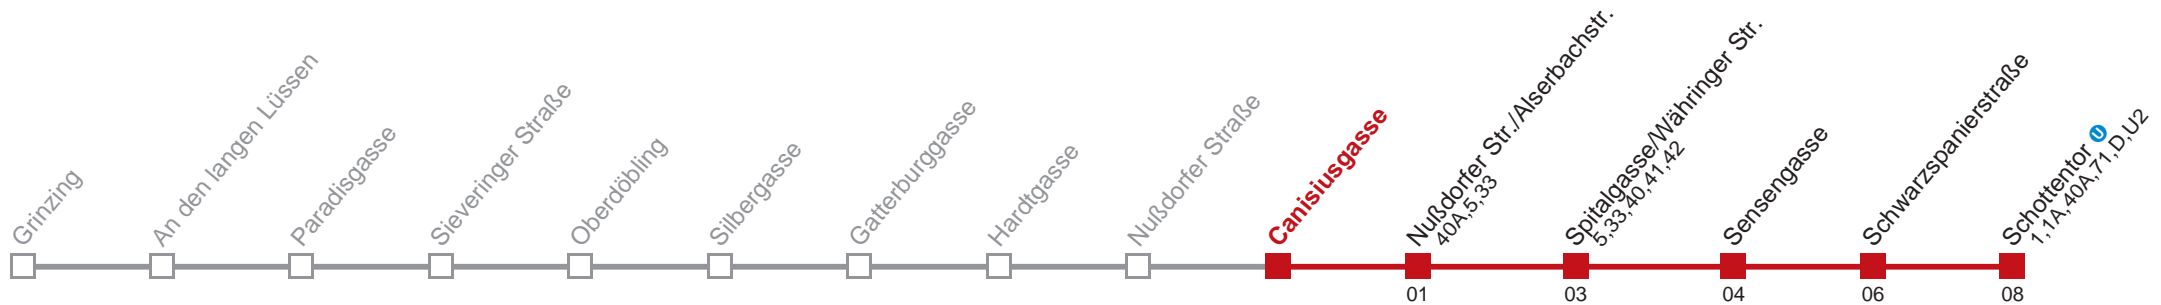 Grinzing
An den langen Lüssen
Paradisgasse
Sieveringer Straße
Oberdöbling
Silbergasse
Gatterburggasse
Hardtgasse
Nußdorfer Straße
Canisiusgasse
Nußdorfer Str./Alserbachstr.
40A,5,33
Spitalgasse/Währinger Str.
5,33,40,41,42
Sensengasse
Schwarzspanierstraße
Schottentor U
1,1A,40A,71,D,U2
01
03
04
06
08